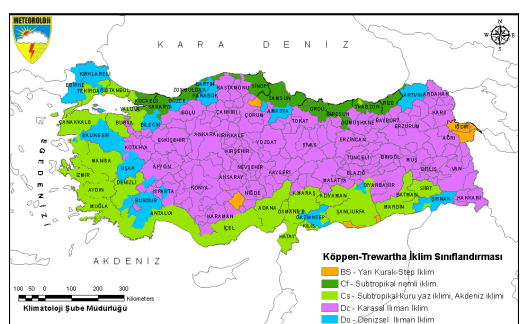 METEOROLOJİ
KARA DENİZ
N
KIRKLARELİ
EDİRNE
TEKİRDAĞ
İSTANBUL
KOCAELİ
YALOVA
SAKARYA
DÜZCE
ZONGULDAK
BARTIN
KARABÜK
KASTAMONU
SİNOP
SAMSUN
ORDU
GİRESUN
TRABZON
RİZE
ARTVİN
ARDAHAN
KARS
IĞDIR
AĞRI
ÇANAKKALE
BURSA
BİLECİK
BOLU
ÇANKIRI
ÇORUM
AMASYA
TOKAT
GÜMÜŞHANE
BAYBURT
ERZURUM
BALIKESİR
KÜTAHYA
ESKİŞEHİR
ANKARA
KIRIKKALE
YOZGAT
SİVAS
ERZİNCAN
TUNCELİ
BİNGÖL
MUŞ
EGE DENİZİ
MANİSA
UŞAK
AFYON
KIRŞEHİR
NEVŞEHİR
KAYSERİ
MALATYA
ELAZIĞ
BİTLİS
VAN
İZMİR
AYDIN
DENİZLİ
ISPARTA
KONYA
AKSARAY
NİĞDE
K.MARAŞ
ADIYAMAN
DİYARBAKIR
BATMAN
SİİRT
ŞIRNAK
HAKKARİ
MUĞLA
BURDUR
ANTALYA
KARAMAN
İÇEL
ADANA
OSMANİYE
GAZİANTEP
KİLİS
ŞANLIURFA
MARDİN
HATAY
AKDENİZ
Köppen-Trewartha İklim Sınıflandırması
BS - Yarı Kurak-Step İklim
Cf - Subtropikal nemli iklim.
Cs - Subtropikal kuru yaz iklimi, Akdeniz iklimi
Dc - Karasal Iliman İklim
Do - Denizsel Iliman İklim
100 50 0 100 Kilometers
Klimatoloji Şube Müdürlüğü